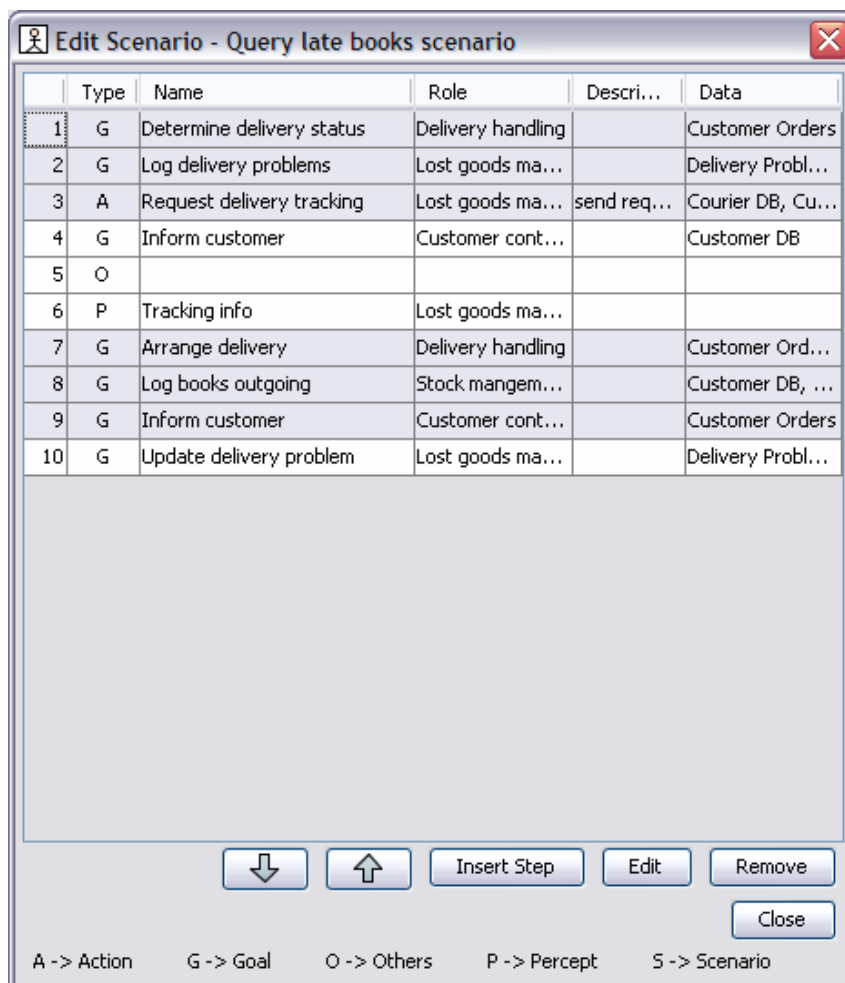 Edit Scenario - Query late books scenario
Type Name Role Descri... Data
1 G Determine delivery status Delivery handling Customer Orders
2 G Log delivery problems Lost goods ma... Delivery Probl...
3 A Request delivery tracking Lost goods ma... send req... Courier DB, Cu...
4 G Inform customer Customer cont... Customer DB
5 O
6 P Tracking info Lost goods ma...
7 G Arrange delivery Delivery handling Customer Ord...
8 G Log books outgoing Stock mangem... Customer DB, ...
9 G Inform customer Customer cont... Customer Orders
10 G Update delivery problem Lost goods ma... Delivery Probl...
Insert Step Edit Remove
Close
A -> Action G -> Goal O -> Others P -> Percept S -> Scenario